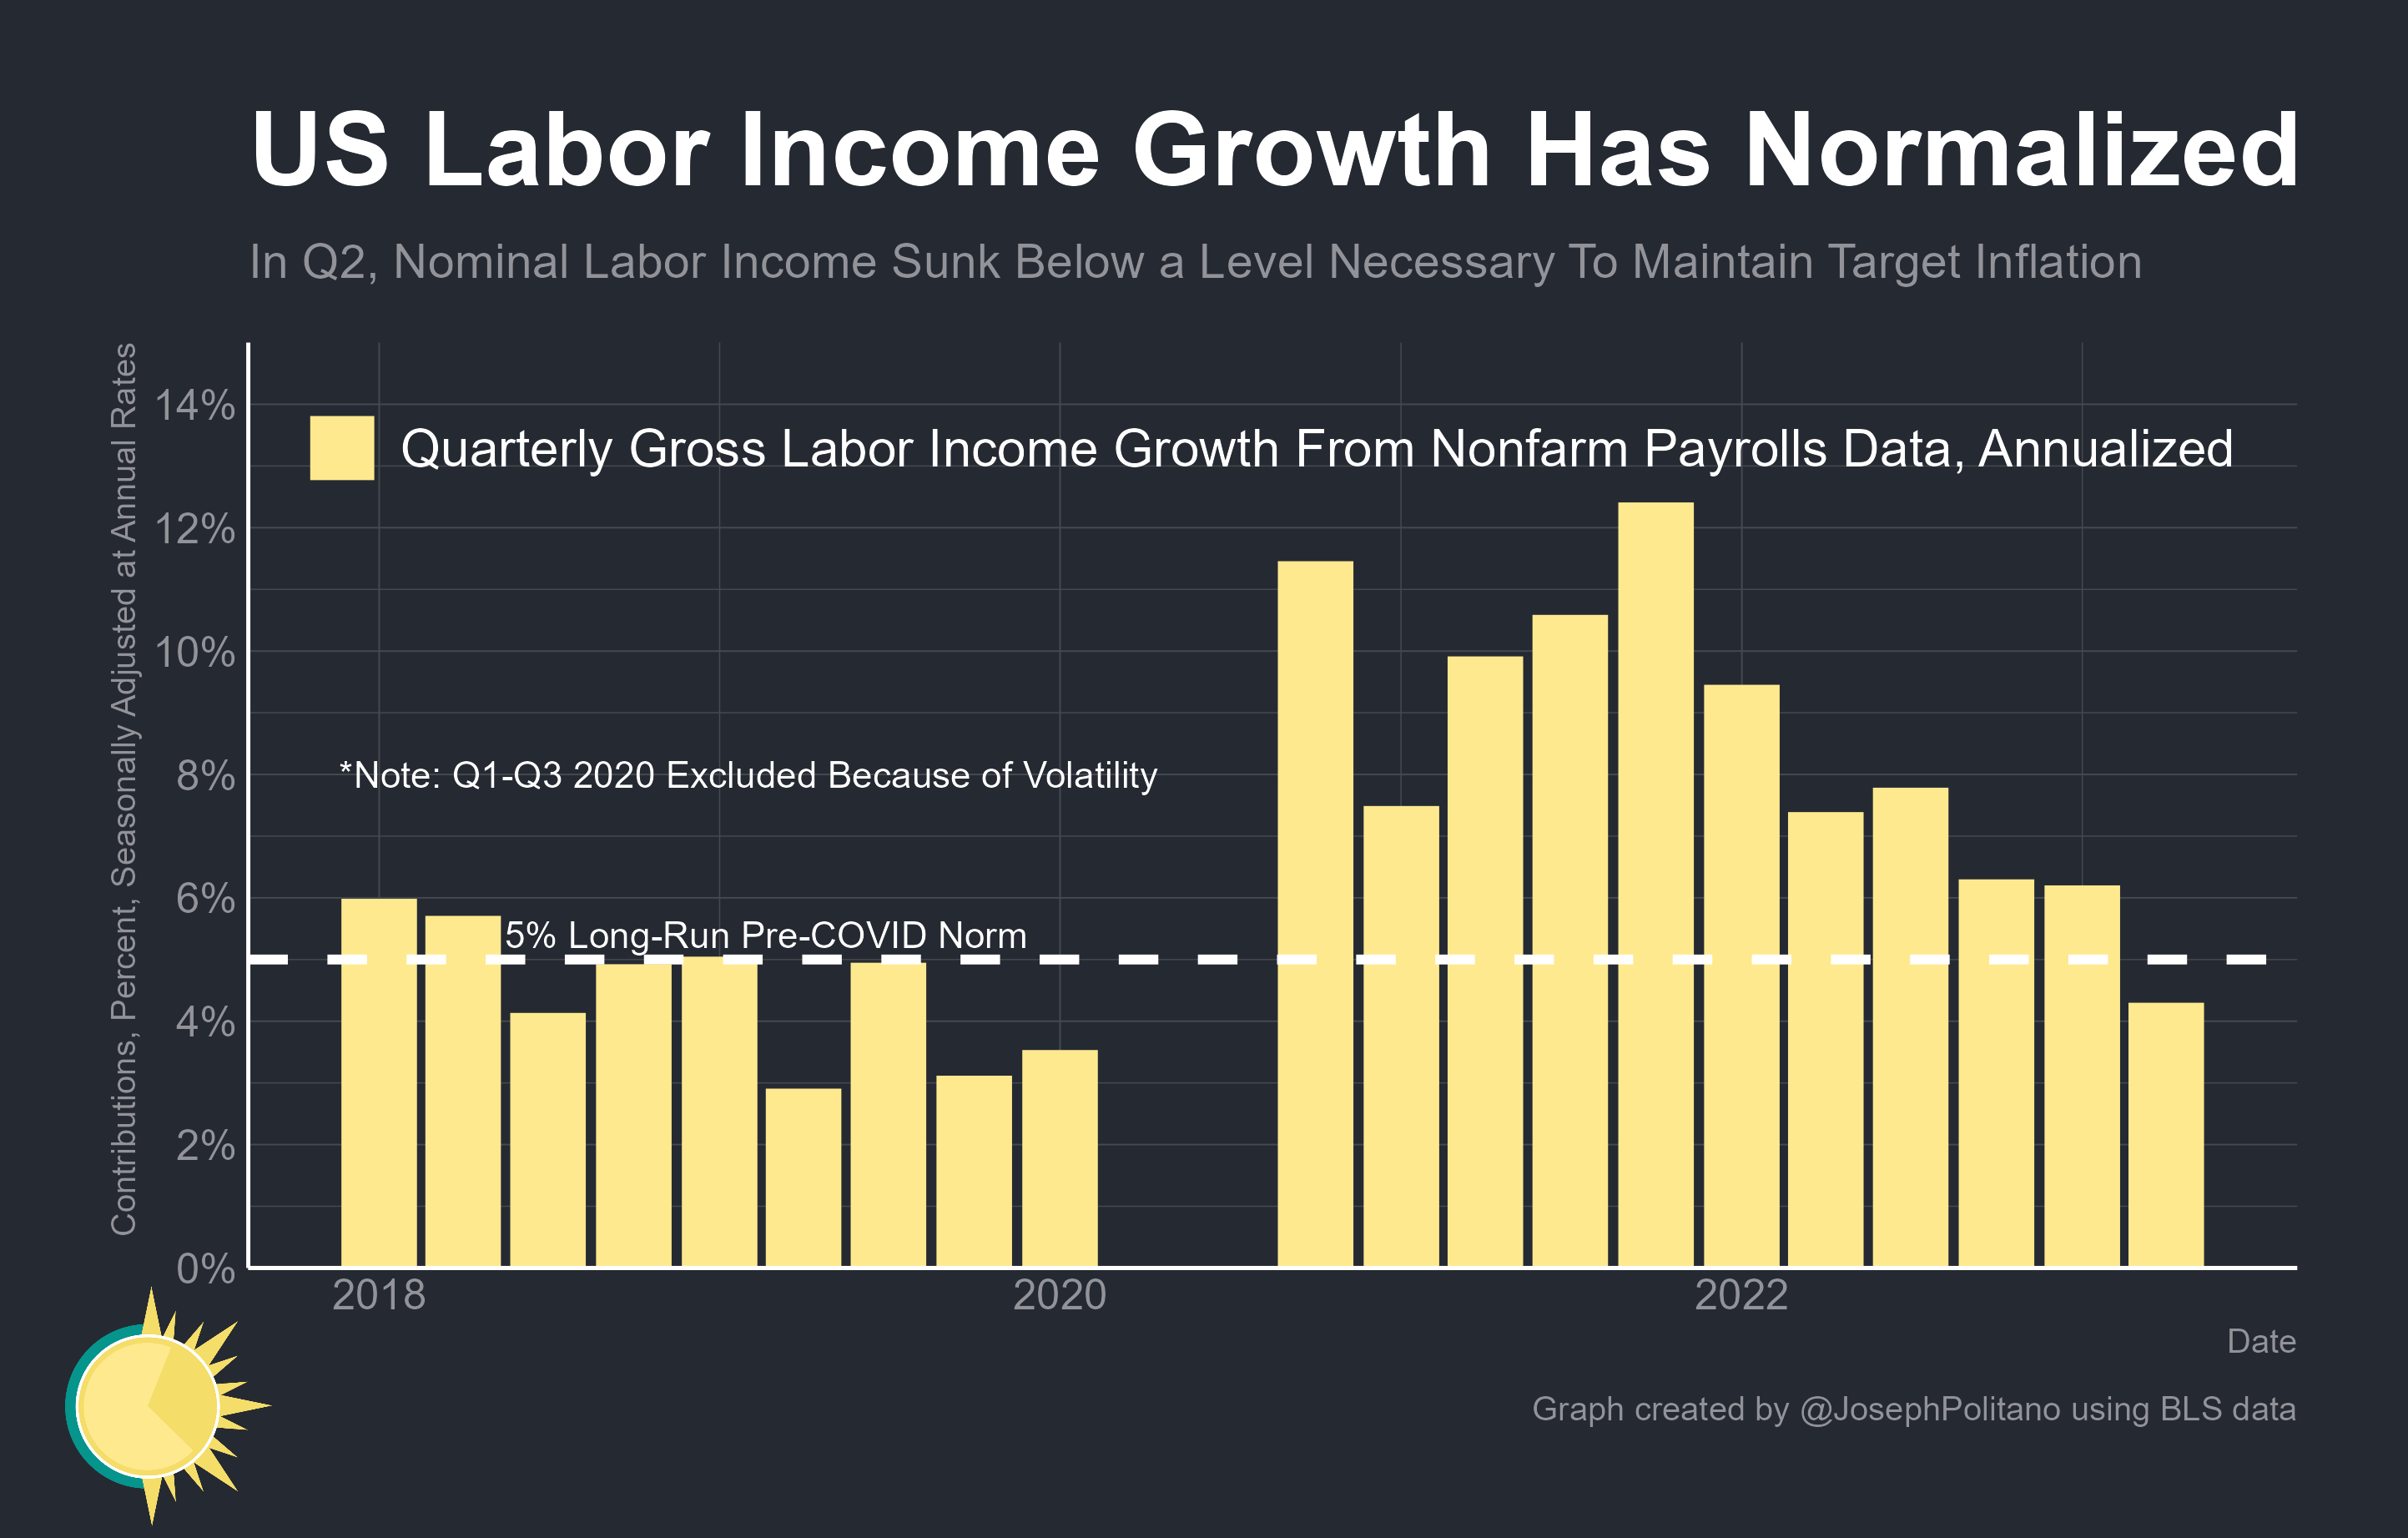 US Labor Income Growth Has Normalized
In Q2, Nominal Labor Income Sunk Below a Level Necessary To Maintain Target Inflation
Contributions, Percent, Seasonally Adjusted at Annual Rates
14%
12%
10%
8%
6%
4%
2%
0%
Quarterly Gross Labor Income Growth From Nonfarm Payrolls Data, Annualized
*Note: Q1-Q3 2020 Excluded Because of Volatility
5% Long-Run Pre-COVID Norm
2018
2020
2022
Date
Graph created by @JosephPolitano using BLS data